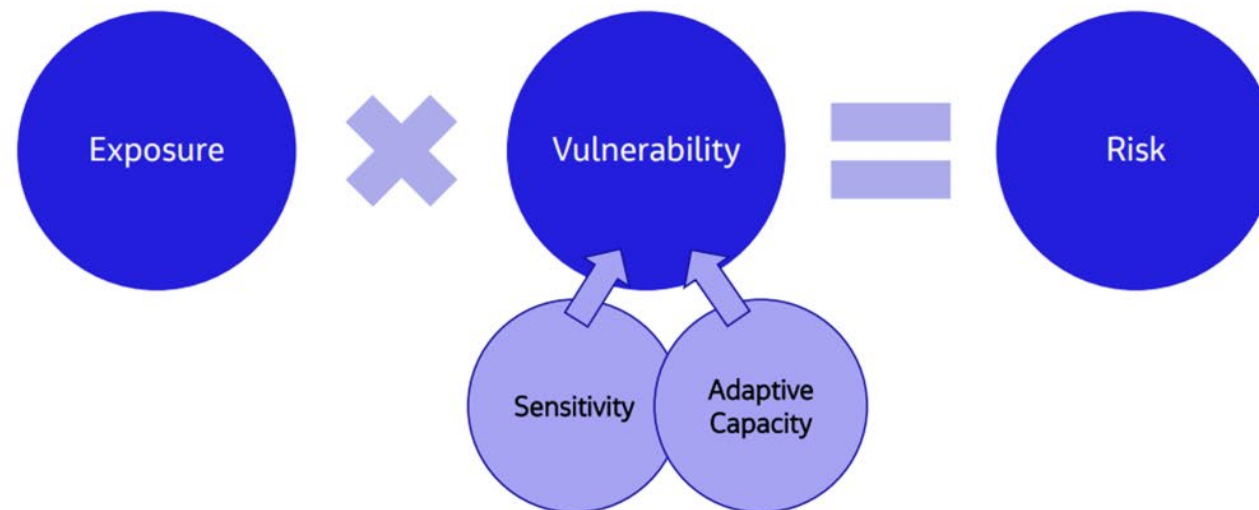 Exposure
Vulnerability
Risk
Sensitivity
Adaptive
Capacity